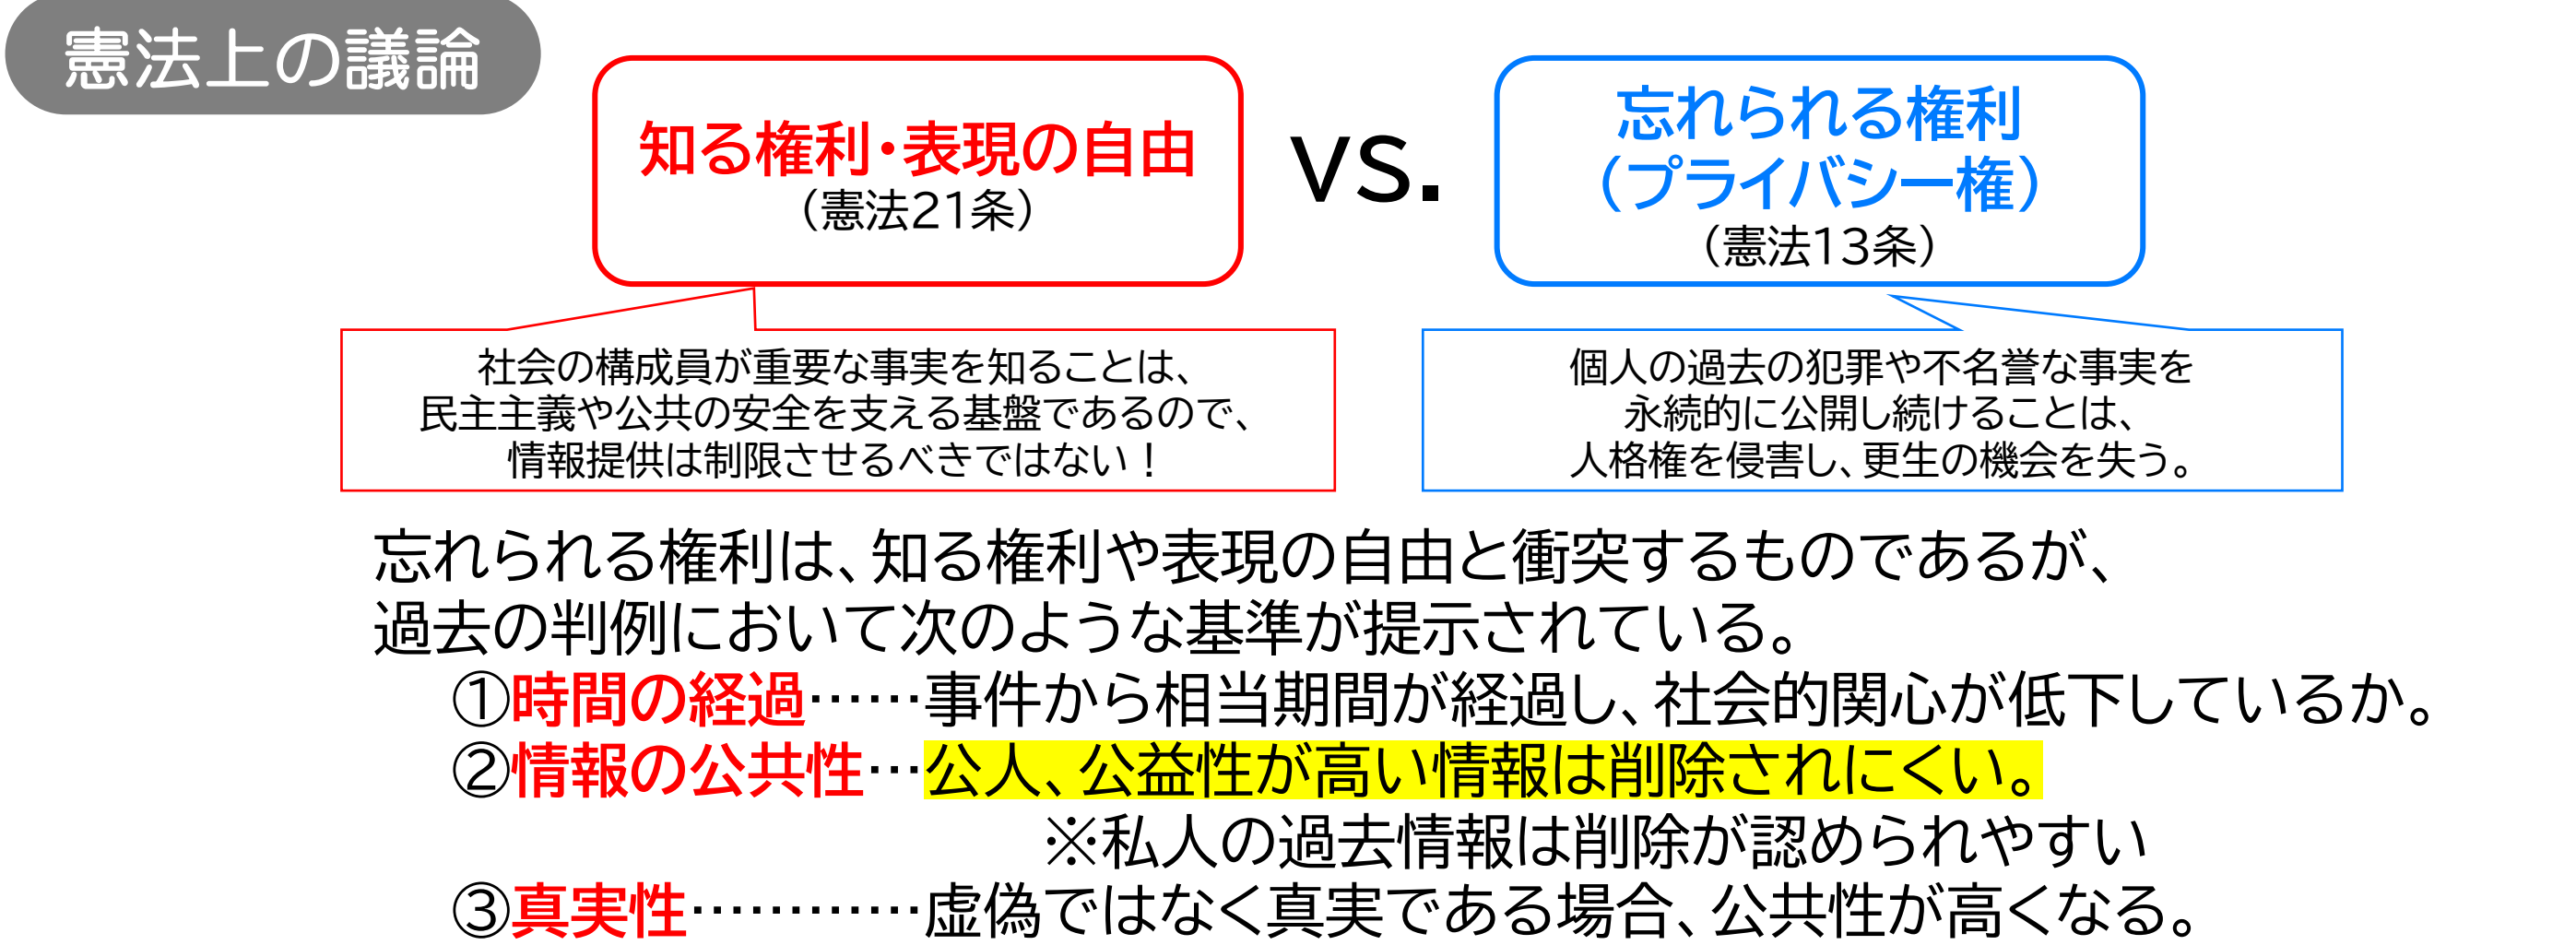 憲法上の議論
知る権利・表現の自由
（憲法21条）
vs.
忘れられる権利
（プライバシー権）
（憲法13条）
社会の構成員が重要な事実を知ることは、
民主主義や公共の安全を支える基盤であるので、
情報提供は制限させるべきではない！
個人の過去の犯罪や不名誉な事実を
永続的に公開し続けることは、
人格権を侵害し、更生の機会を失う。
忘れられる権利は、知る権利や表現の自由と衝突するものであるが、
過去の判例において次のような基準が提示されている。
①時間の経過……事件から相当期間が経過し、社会的関心が低下しているか。
②情報の公共性…公人、公益性が高い情報は削除されにくい。
※私人の過去情報は削除が認められやすい
③真実性…………虚偽ではなく真実である場合、公共性が高くなる。